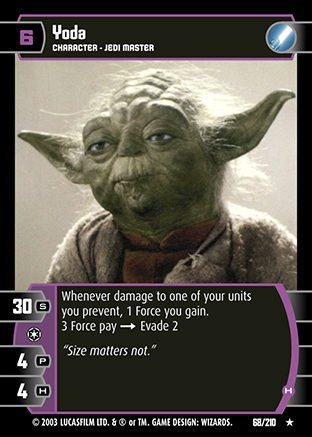 6
Yoda
CHARACTER - JEDI MASTER
30 S
Whenever damage to one of your units
you prevent, 1 Force you gain.
3 Force pay → Evade 2
4 P
"Size matters not."
4 H
H
© 2003 LUCASFILM LTD. & ® or TM. GAME DESIGN: WIZARDS. 68/210 ★